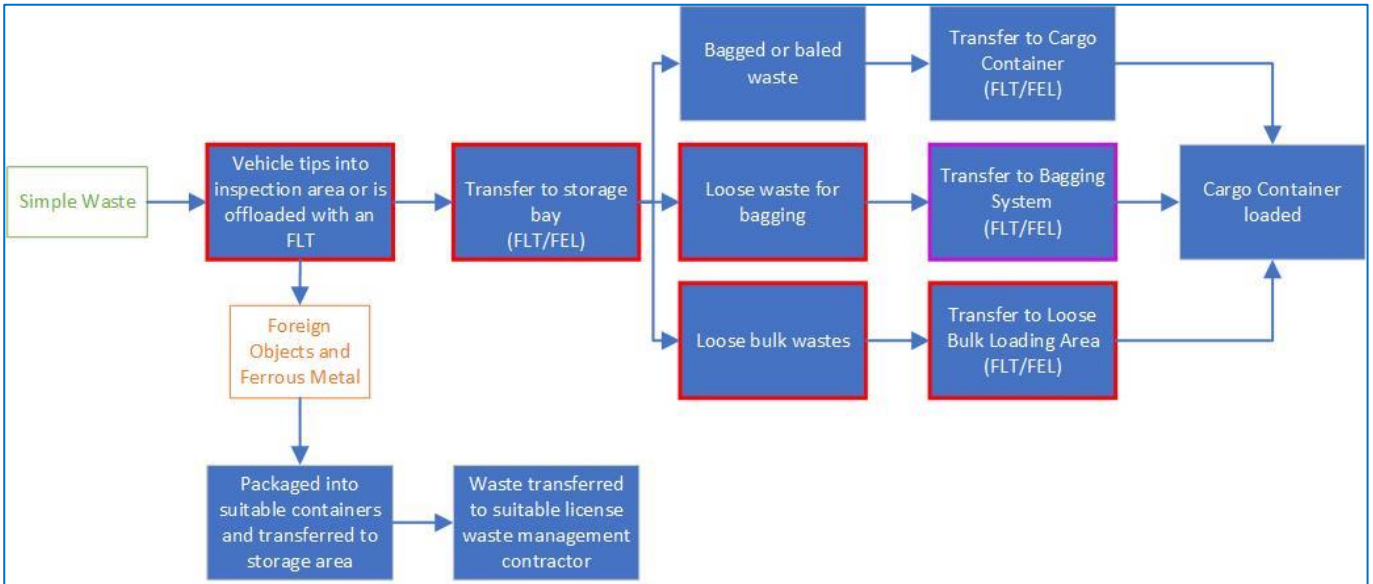 Simple Waste
Vehicle tips into
inspection area or is
offloaded with an
FLT
Transfer to storage
bay
(FLT/FEL)
Bagged or baled
waste
Transfer to Cargo
Container
(FLT/FEL)
Loose waste for
bagging
Transfer to Bagging
System
(FLT/FEL)
Loose bulk wastes
Transfer to Loose
Bulk Loading Area
(FLT/FEL)
Cargo Container
loaded
Foreign
Objects and
Ferrous Metal
Packaged into
suitable containers
and transferred to
storage area
Waste transferred
to suitable license
waste management
contractor